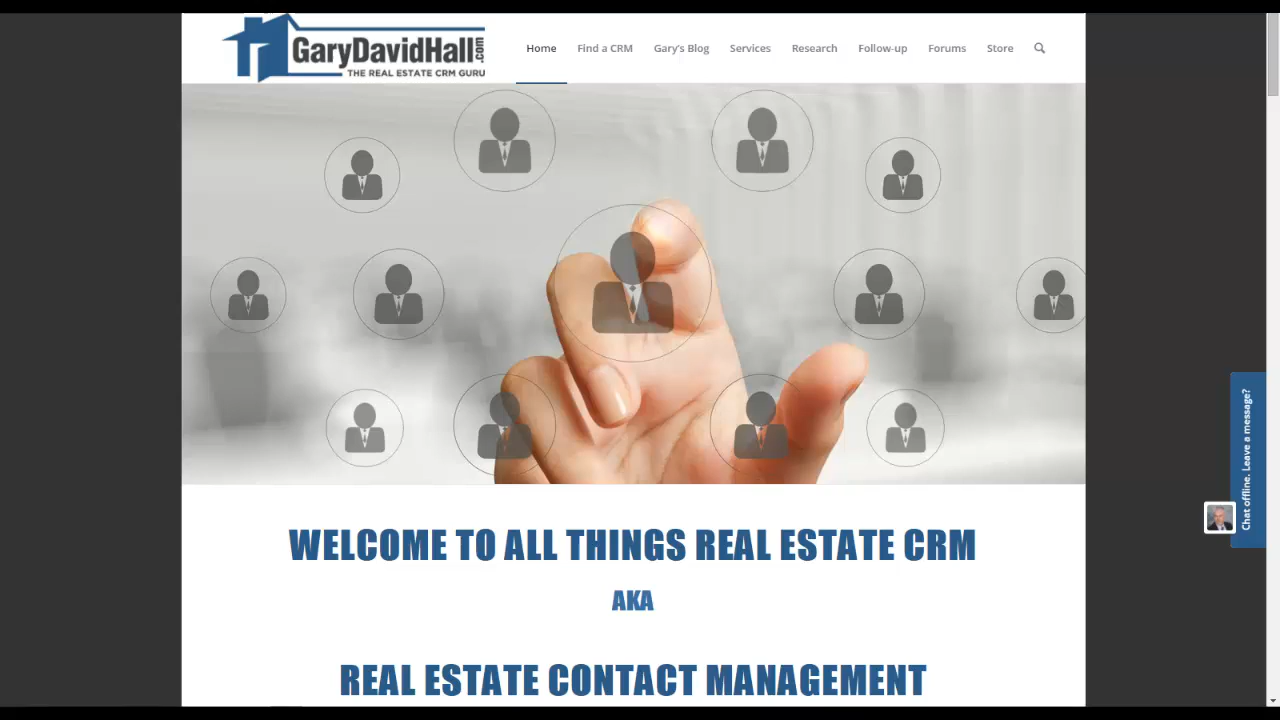 GaryDavidHall.com
THE REAL ESTATE CRM GURU
Home Find a CRM Gary's Blog Services Research Follow-up Forums Store
Chat offline. Leave a message?
WELCOME TO ALL THINGS REAL ESTATE CRM
AKA
REAL ESTATE CONTACT MANAGEMENT